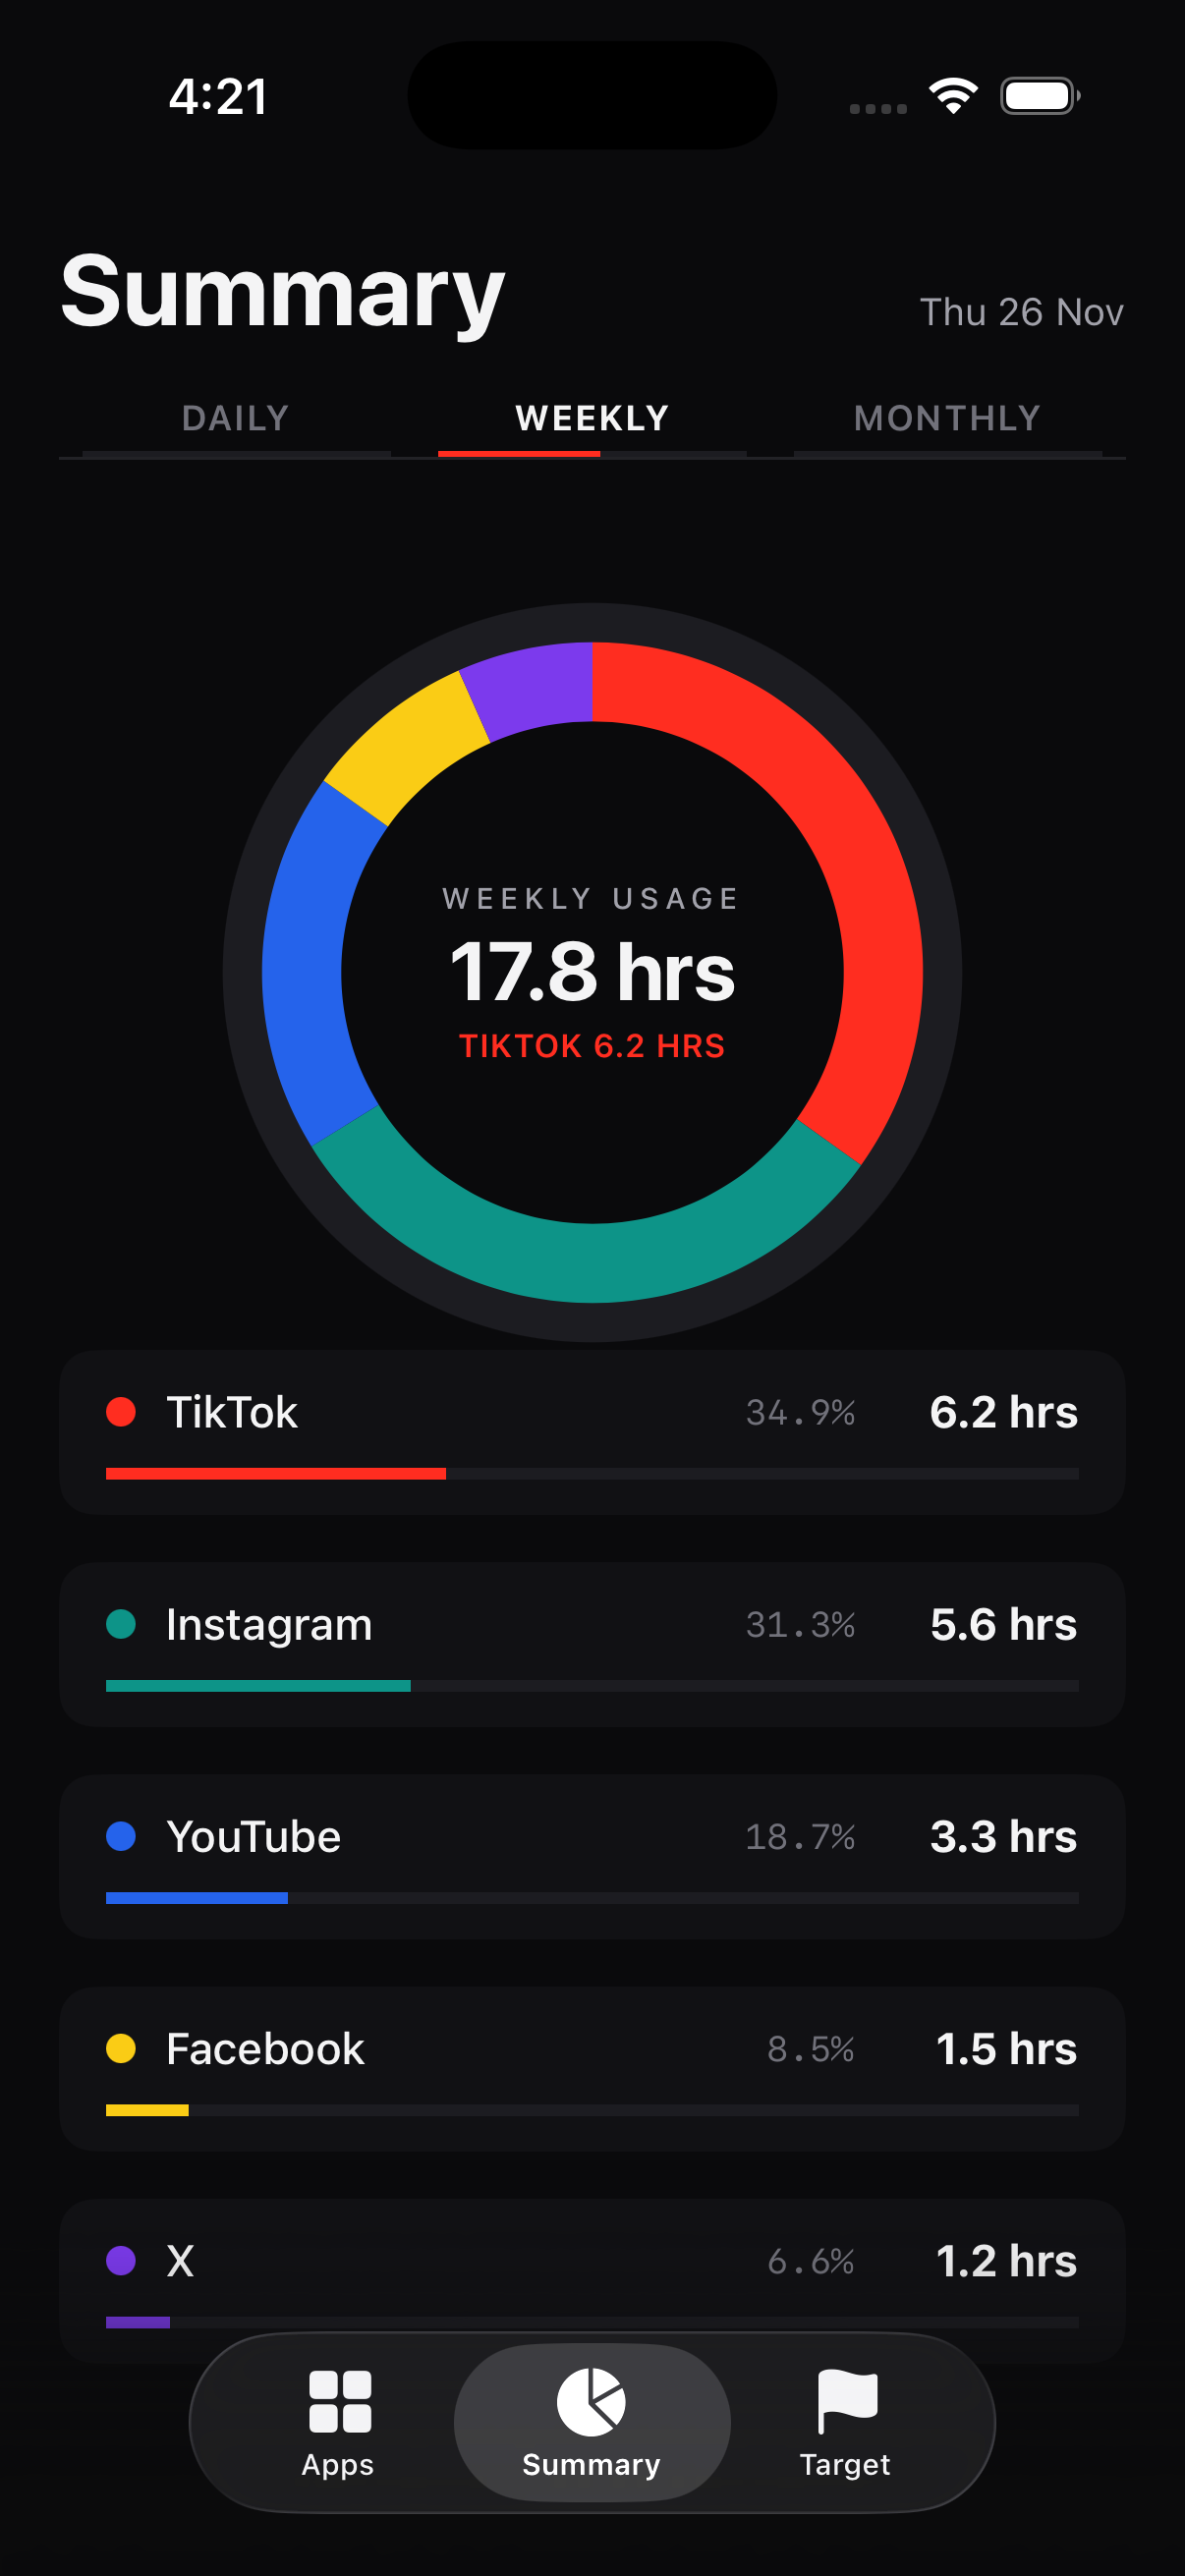 4:21
Summary
Thu 26 Nov
DAILY WEEKLY MONTHLY
WEEKLY USAGE
17.8 hrs
TIKTOK 6.2 HRS
TikTok 34.9% 6.2 hrs
Instagram 31.3% 5.6 hrs
YouTube 18.7% 3.3 hrs
Facebook 8.5% 1.5 hrs
X 6.6% 1.2 hrs
Apps Summary Target